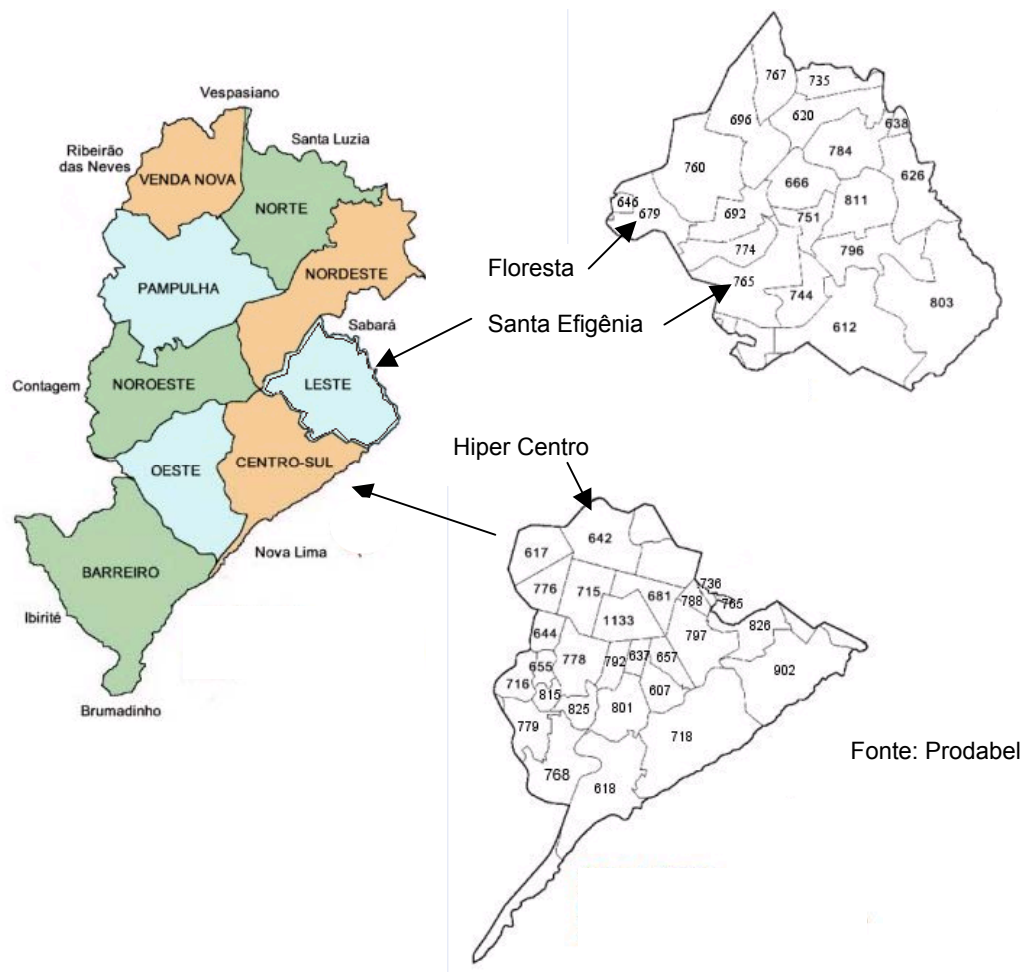 Vespasiano
Ribeirão
das Neves
Santa Luzia
VENDA NOVA
NORTE
NORDESTE
PAMPULHA
Sabará
Contagem
NOROESTE
LESTE
OESTE
CENTRO-SUL
Nova Lima
BARREIRO
Ibirité
Brumadinho
Floresta
Santa Efigênia
767
735
696
620
638
784
760
666
626
646
679
692
751
811
774
796
765
744
803
612
Hiper Centro
642
617
776
715
681
736
788
765
1133
644
797
826
655
778
792
637
657
902
716
815
607
825
801
779
718
768
618
Fonte: Prodabel